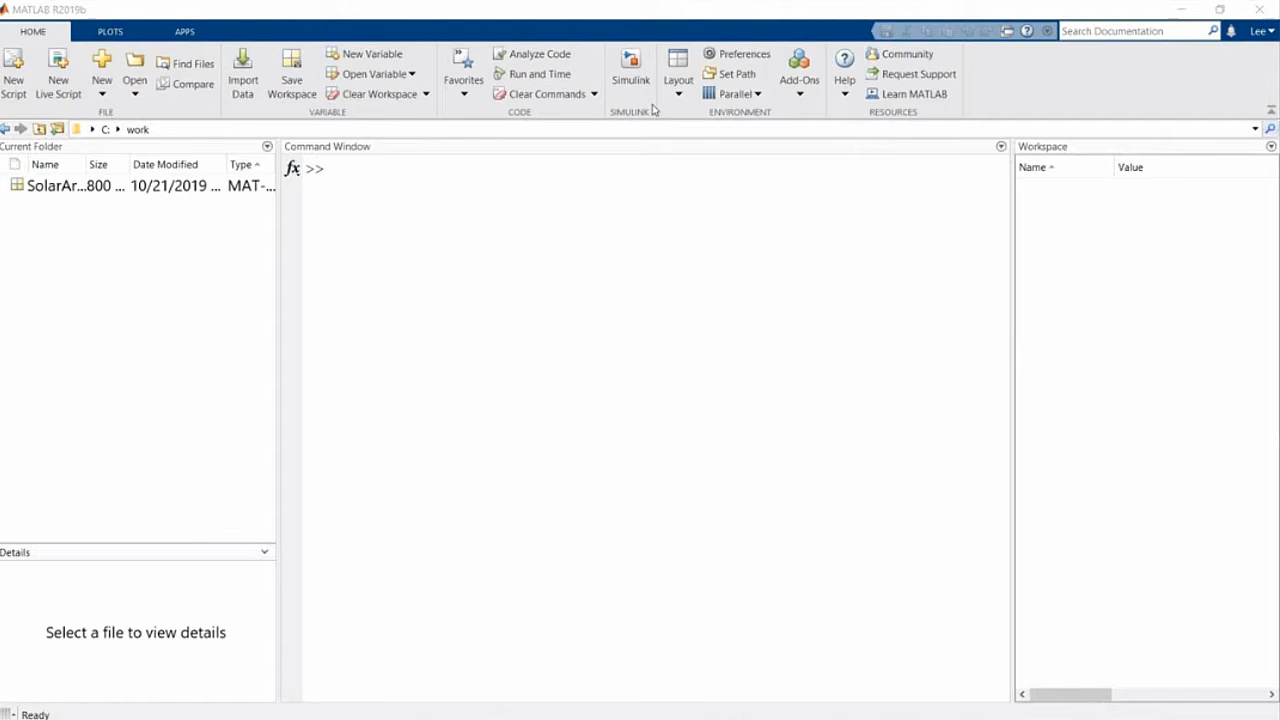 MATLAB R2019b
HOME PLOTS APPS
Search Documentation
Lee
New Script
New Live Script
New
Open
Find Files
Compare
FILE
Import Data
Save Workspace
New Variable
Open Variable
Clear Workspace
VARIABLE
Favorites
Analyze Code
Run and Time
Clear Commands
CODE
Simulink
SIMULINK
Layout
Preferences
Set Path
Parallel
Add-Ons
ENVIRONMENT
Help
Community
Request Support
Learn MATLAB
RESOURCES
C: work
Current Folder
Name Size Date Modified Type
SolarAr... 800 ... 10/21/2019 ... MAT-...
Details
Select a file to view details
Command Window
fx >>
Workspace
Name Value
Ready